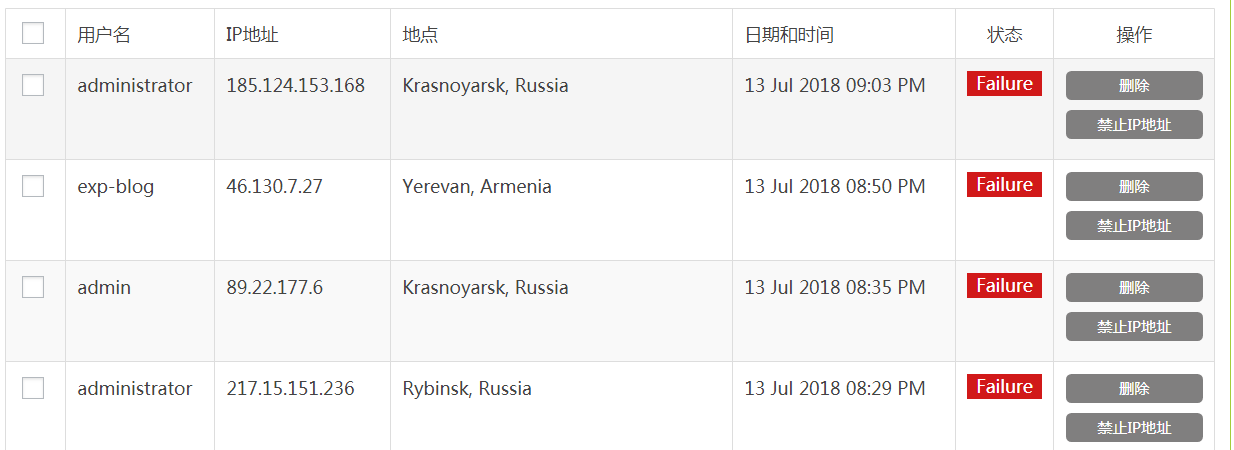 用户名 IP地址 地点 日期和时间 状态 操作
administrator 185.124.153.168 Krasnoyarsk, Russia 13 Jul 2018 09:03 PM Failure 删除
禁止IP地址
exp-blog 46.130.7.27 Yerevan, Armenia 13 Jul 2018 08:50 PM Failure 删除
禁止IP地址
admin 89.22.177.6 Krasnoyarsk, Russia 13 Jul 2018 08:35 PM Failure 删除
禁止IP地址
administrator 217.15.151.236 Rybinsk, Russia 13 Jul 2018 08:29 PM Failure 删除
禁止IP地址